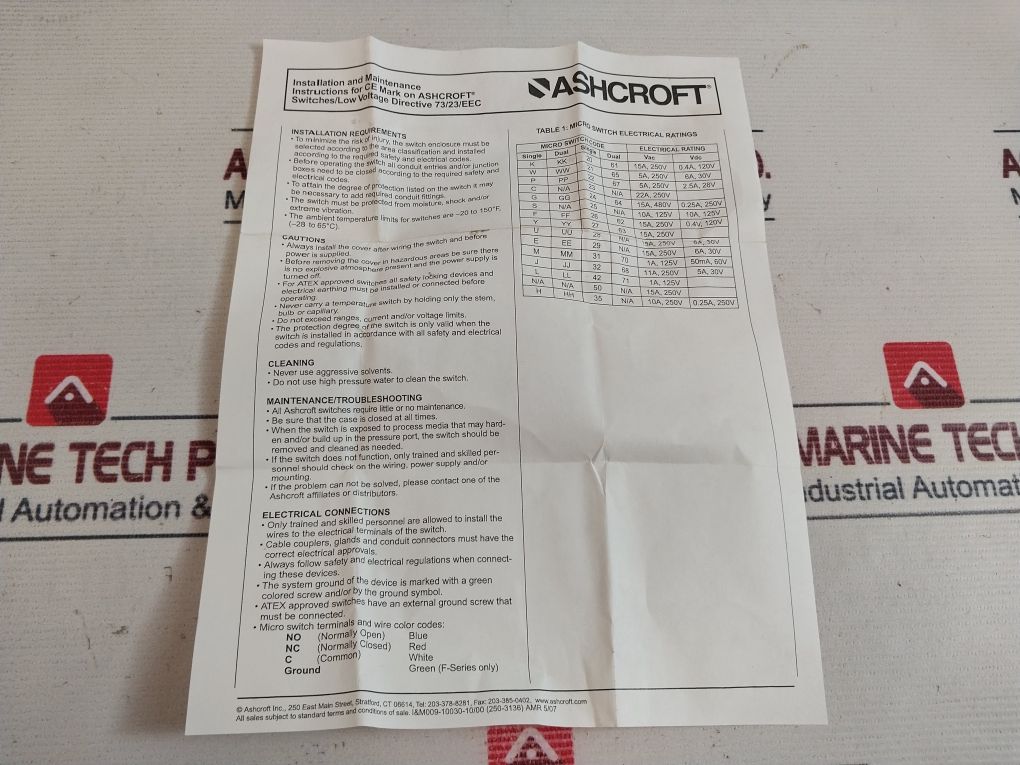 Installation and Maintenance
Instructions for CE Mark on ASHCROFT®
Switches/Low Voltage Directive 73/23/EEC
ASHCROFT®
INSTALLATION REQUIREMENTS
• To minimize the risk of injury, the switch enclosure must be
selected according to the area classification and installed
according to the required safety and electrical codes.
• Before operating the switch all conduit entries and/or junction
boxes need to be closed according to the required safety and
electrical codes.
• To attain the degree of protection listed on the switch it may
be necessary to add required conduit fittings.
• The switch must be protected from moisture, shock and/or
extreme vibration.
• The ambient temperature limits for switches are –20 to 150°F,
(–28 to 65°C).
CAUTIONS
• Always install the cover after wiring the switch and before
power is supplied.
• Before removing the cover in hazardous areas be sure there
is no explosive atmosphere present and the power supply is
turned off.
• For ATEX approved switches all safety locking devices and
electrical earthing must be installed or connected before
operating.
• Never carry a temperature switch by holding only the stem,
bulb or capillary.
• Do not exceed ranges, current and/or voltage limits.
• The protection degree of the switch is only valid when the
switch is installed in accordance with all safety and electrical
codes and regulations.
CLEANING
• Never use aggressive solvents.
• Do not use high pressure water to clean the switch.
MAINTENANCE/TROUBLESHOOTING
• All Ashcroft switches require little or no maintenance.
• Be sure that the case is closed at all times.
• When the switch is exposed to process media that may hard-
en and/or build up in the pressure port, the switch should be
removed and cleaned as needed.
• If the switch does not function, only trained and skilled per-
sonnel should check on the wiring, power supply and/or
mounting.
• If the problem can not be solved, please contact one of the
Ashcroft affiliates or distributors.
ELECTRICAL CONNECTIONS
• Only trained and skilled personnel are allowed to install the
wires to the electrical terminals of the switch.
• Cable couplers, glands and conduit connectors must have the
correct electrical approvals.
• Always follow safety and electrical regulations when connect-
ing these devices.
• The system ground of the device is marked with a green
colored screw and/or by the ground symbol.
• ATEX approved switches have an external ground screw that
must be connected.
• Micro switch terminals and wire color codes:
NO (Normally Open) Blue
NC (Normally Closed) Red
C (Common) White
Ground Green (F-Series only)
TABLE 1: MICRO SWITCH ELECTRICAL RATINGS
MICRO SWITCH CODE ELECTRICAL RATING
Single Dual Single Dual Vac Vdc
K KK 20 61 15A, 250V 0.4A, 120V
W WW 21 65 5A, 250V 6A, 30V
P PP 22 67 5A, 250V 2.5A, 28V
C N/A 23 N/A 22A, 250V
G GG 24 64 15A, 480V 0.25A, 250V
S N/A 25 N/A 10A, 125V 10A, 125V
F FF 26 62 15A, 250V 0.4V, 120V
Y YY 27 63 15A, 250V
U UU 28 N/A 250V 6A, 30V
E EE 29 N/A 15A, 250V 6A, 30V
M MM 31 70 1A, 125V 50mA, 60V
J JJ 32 68 11A, 250V 5A, 30V
L LL 42 71 1A, 125V
N/A N/A 50 N/A 15A, 250V
H HH 35 N/A 10A, 250V 0.25A, 250V
© Ashcroft Inc., 250 East Main Street, Stratford, CT 06614, Tel: 203-378-8281, Fax: 203-385-0402, www.ashcroft.com
All sales subject to standard terms and conditions of sale. I&M009-10030-10/00 (250-3136) AMR 5/07
NE TECH P
l Automation &
MARINE TECH
ndustrial Automat